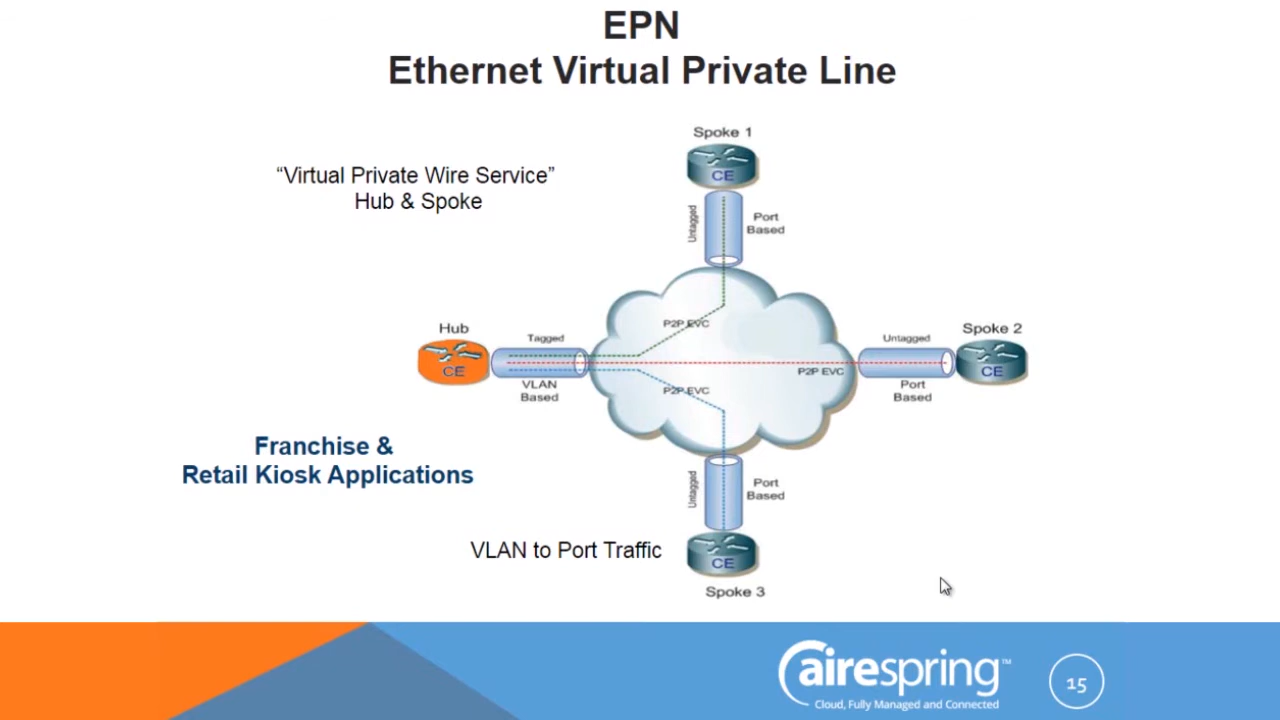 EPN
Ethernet Virtual Private Line
Spoke 1
CE
“Virtual Private Wire Service”
Hub & Spoke
Untagged
Port
Based
P2P EVC
Hub
CE
Tagged
VLAN
Based
P2P EVC
P2P EVC
Untagged
Port
Based
Spoke 2
CE
Franchise &
Retail Kiosk Applications
Untagged
Port
Based
VLAN to Port Traffic
CE
Spoke 3
airespring™
Cloud, Fully Managed and Connected
15